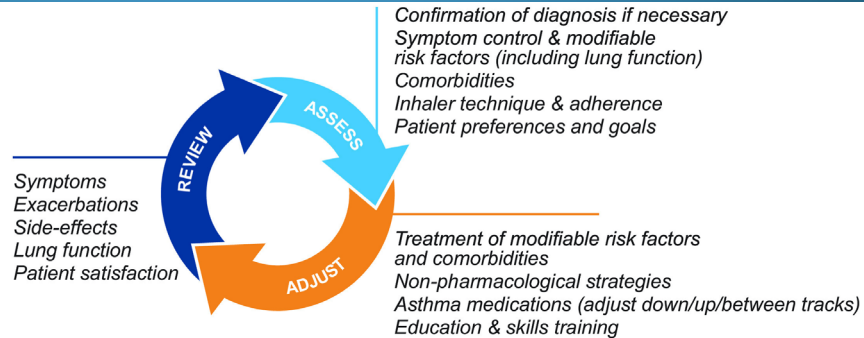 Confirmation of diagnosis if necessary
Symptom control & modifiable
risk factors (including lung function)
Comorbidities
Inhaler technique & adherence
Patient preferences and goals
ASSESS
REVIEW
Symptoms
Exacerbations
Side-effects
Lung function
Patient satisfaction
ADJUST
Treatment of modifiable risk factors
and comorbidities
Non-pharmacological strategies
Asthma medications (adjust down/up/between tracks)
Education & skills training